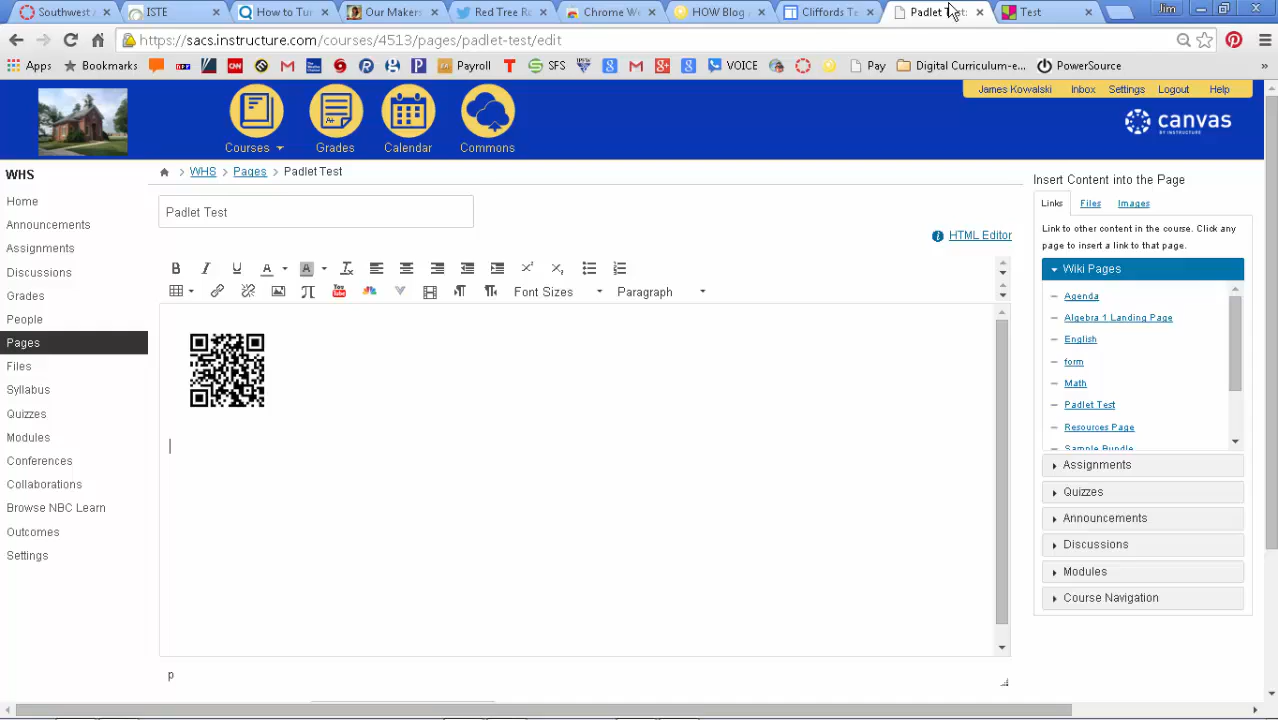 Southwest A
ISTE
How to Tur
Our Maker
Red Tree Ro
Chrome We
HOW Blog
Cliffords Te
Padlet Test:
Test
lim
https://sacs.instructure.com/courses/4513/pages/padlet-test/edit
Apps
Bookmarks
Payroll
SFS
VOICE
Pay
Digital Curriculum-e...
PowerSource
»
James Kowalski
Inbox
Settings
Logout
Help
Courses
Grades
Calendar
Commons
canvas
BY INSTRUCTURE
WHS
WHS > Pages > Padlet Test
Home
Announcements
Assignments
Discussions
Grades
People
Pages
Files
Syllabus
Quizzes
Modules
Conferences
Collaborations
Browse NBC Learn
Outcomes
Settings
Padlet Test
HTML Editor
Font Sizes
Paragraph
p
Insert Content into the Page
Links
Files
Images
Link to other content in the course. Click any
page to insert a link to that page.
Wiki Pages
Agenda
Algebra 1 Landing Page
English
form
Math
Padlet Test
Resources Page
Sample Bundle
Assignments
Quizzes
Announcements
Discussions
Modules
Course Navigation